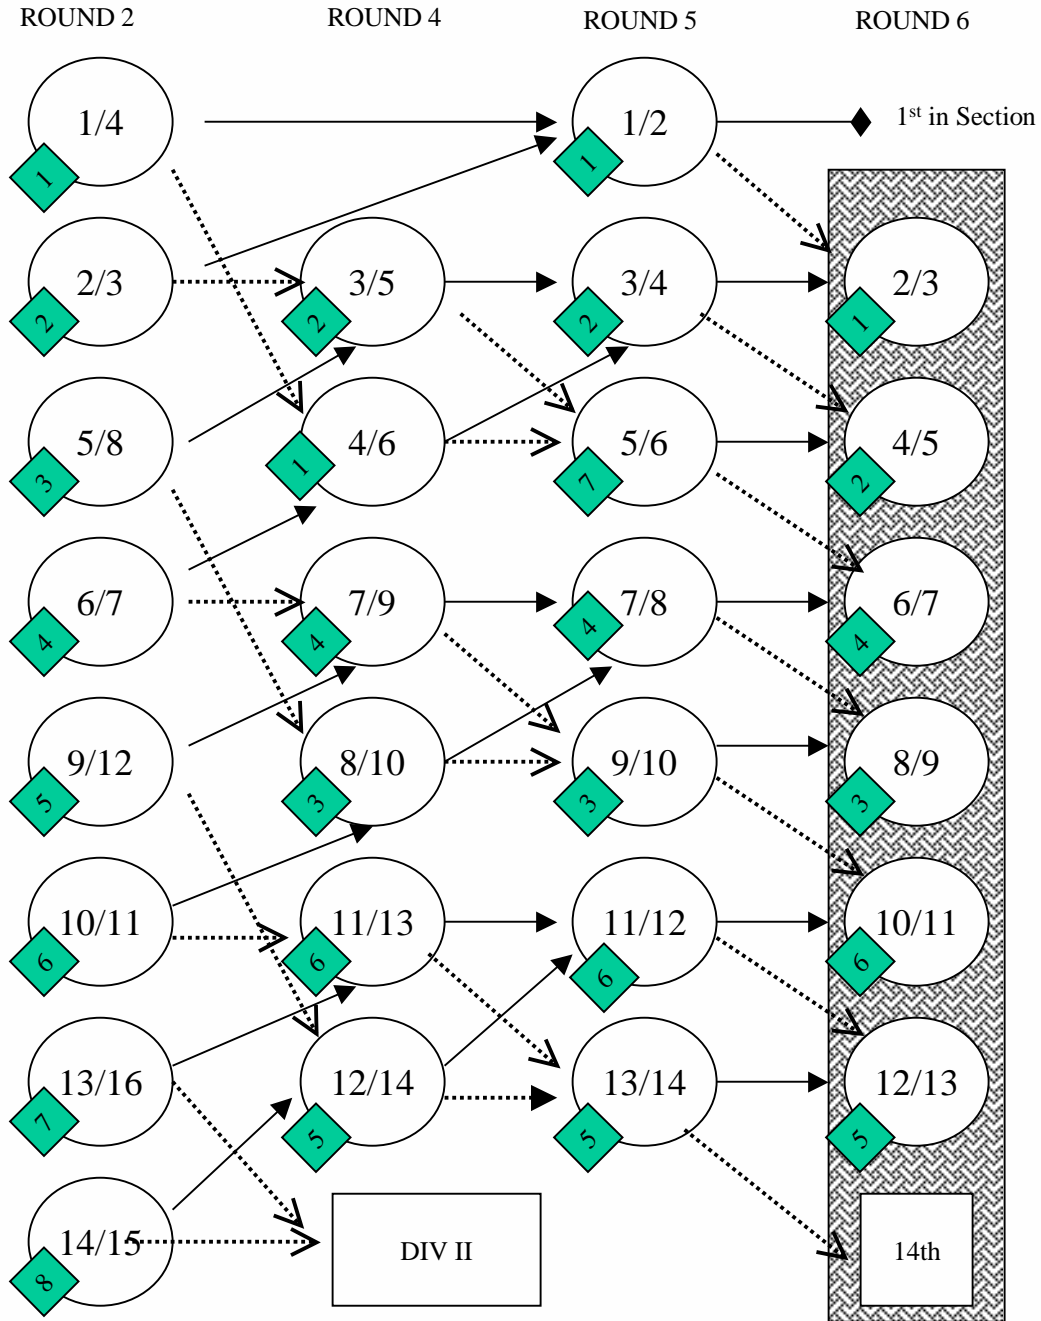 ROUND 2 ROUND 4 ROUND 5 ROUND 6
1/4 1/2 1st in Section
1 1
2/3 3/5 3/4 2/3
2 2 2 1
5/8 4/6 5/6 4/5
3 1 7 2
6/7 7/9 7/8 6/7
4 4 4 4
9/12 8/10 9/10 8/9
5 3 3 3
10/11 11/13 11/12 10/11
6 6 6 6
13/16 12/14 13/14 12/13
7 5 5 5
14/15 DIV II 14th
8